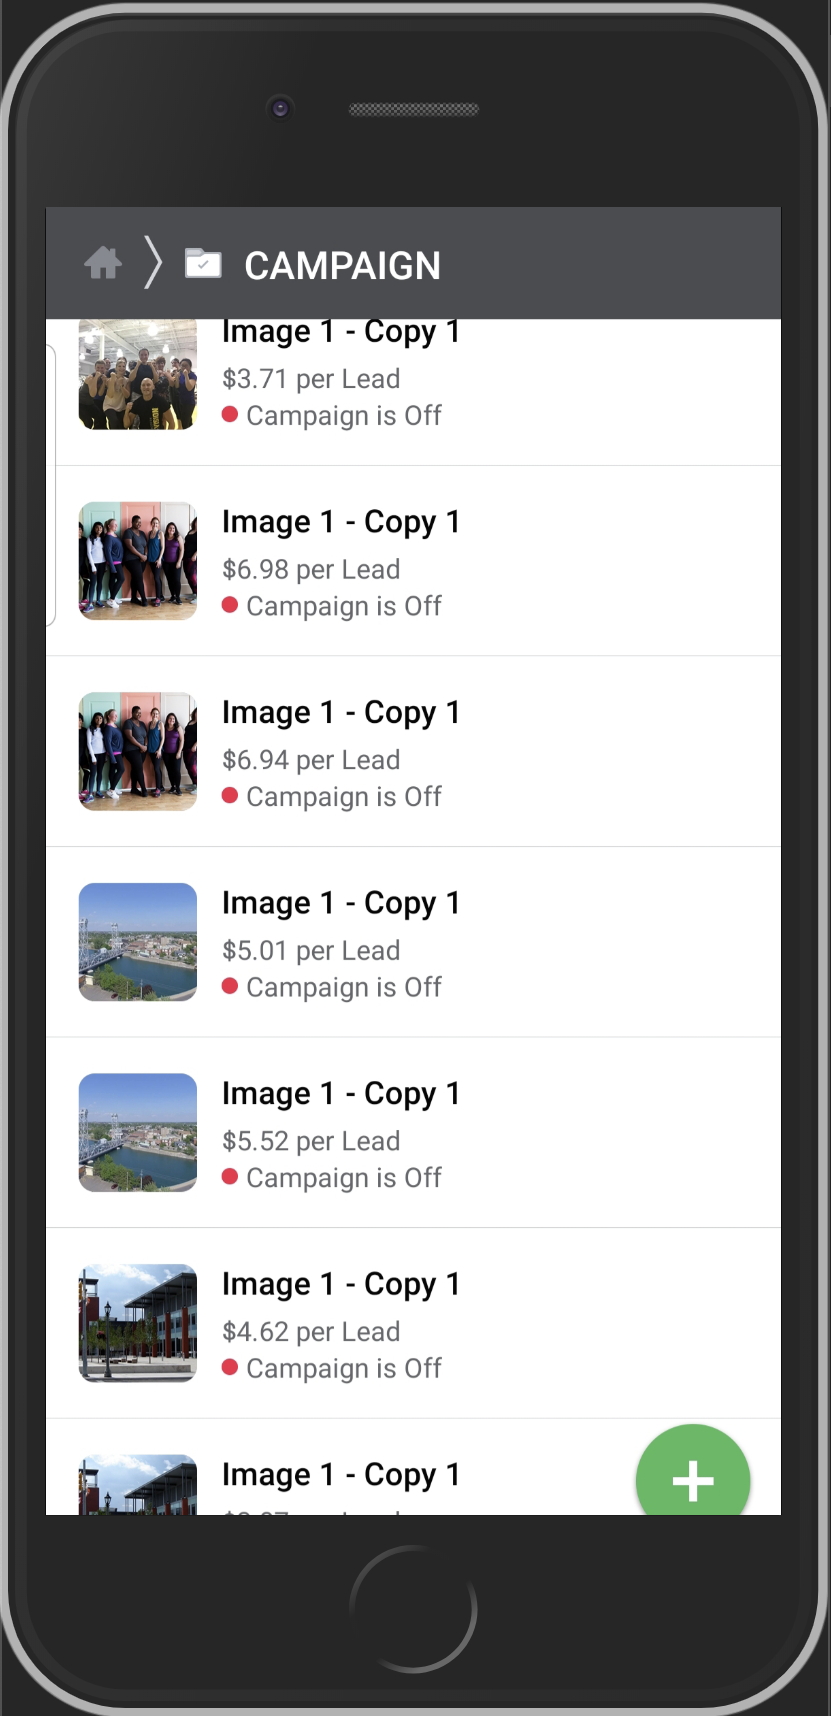 CAMPAIGN
Image 1 - Copy 1
$3.71 per Lead
Campaign is Off
Image 1 - Copy 1
$6.98 per Lead
Campaign is Off
Image 1 - Copy 1
$6.94 per Lead
Campaign is Off
Image 1 - Copy 1
$5.01 per Lead
Campaign is Off
Image 1 - Copy 1
$5.52 per Lead
Campaign is Off
Image 1 - Copy 1
$4.62 per Lead
Campaign is Off
Image 1 - Copy 1